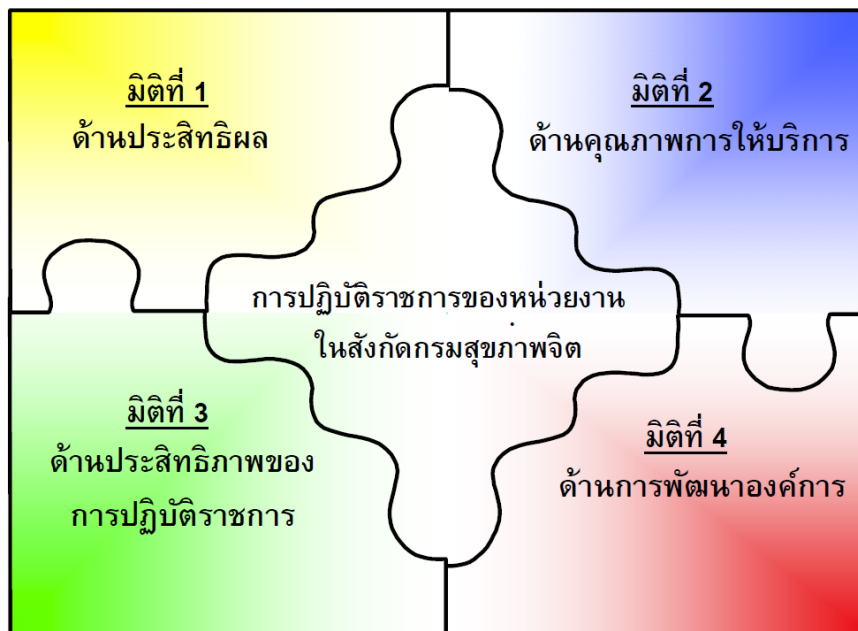 มิติที่ 1
ด้านประสิทธิผล
มิติที่ 2
ด้านคุณภาพการให้บริการ
การปฏิบัติราชการของหน่วยงาน
ในสังกัดกรมสุขภาพจิต
มิติที่ 3
ด้านประสิทธิภาพของ
การปฏิบัติราชการ
มิติที่ 4
ด้านการพัฒนาองค์การ